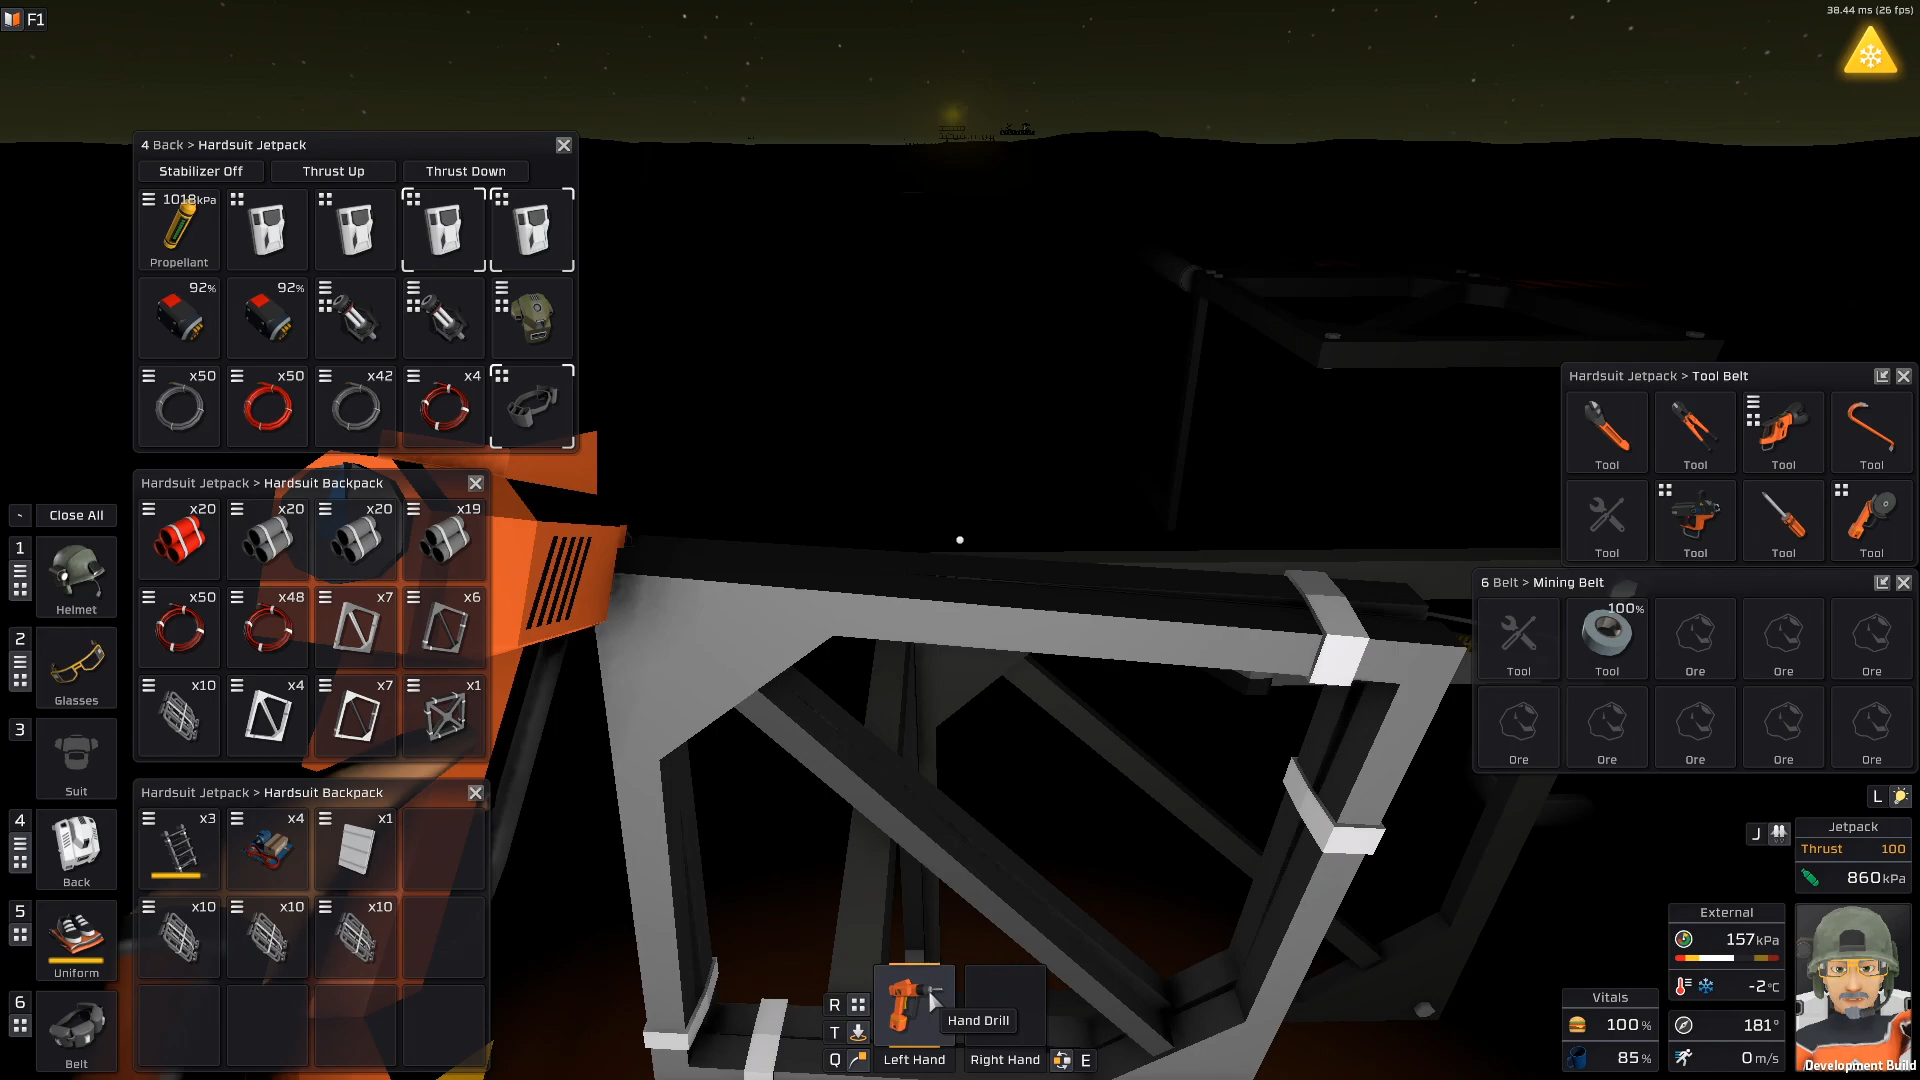 F1
38.44 ms (26 fps)
4 Back > Hardsuit Jetpack
Stabilizer Off
Thrust Up
Thrust Down
1018kPa
Propellant
92%
92%
x50
x50
x42
x4
Hardsuit Jetpack > Hardsuit Backpack
x20
x20
x20
x19
x50
x48
x7
x6
x10
x4
x7
x1
Hardsuit Jetpack > Hardsuit Backpack
x3
x4
x1
x10
x10
x10
~
Close All
1
Helmet
2
Glasses
3
Suit
4
Back
5
Uniform
6
Belt
Hardsuit Jetpack > Tool Belt
Tool
Tool
Tool
Tool
Tool
Tool
Tool
Tool
6 Belt > Mining Belt
100%
Tool
Tool
Ore
Ore
Ore
Ore
Ore
Ore
Ore
Ore
L
J
Jetpack
Thrust 100
860kPa
External
157kPa
-2°C
181°
0m/s
Vitals
100%
85%
Development Build
R
T
Q
Hand Drill
Left Hand
Right Hand
E